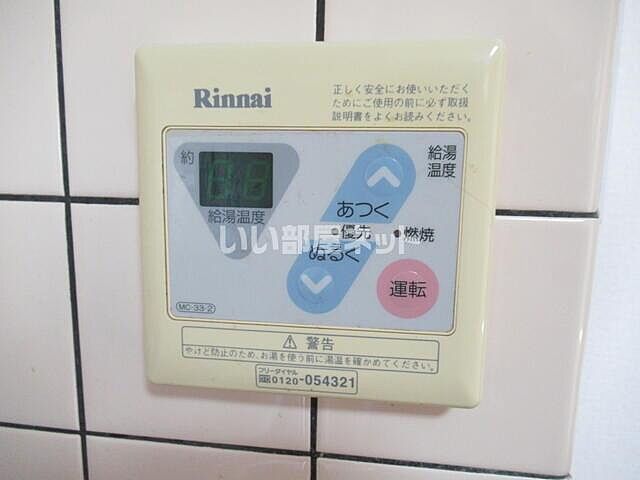 Rinnai
正しく安全にお使いいただく
ためにご使用の前に必ず取扱
説明書をよくお読みください。
約
給湯温度
給湯
温度
あつく
優先
燃焼
ぬるく
いい部屋ネット
運転
MC-33-2
警告
やけど防止のため、お湯を使う前に湯温を確かめてください。
フリーダイヤル
0120-054321